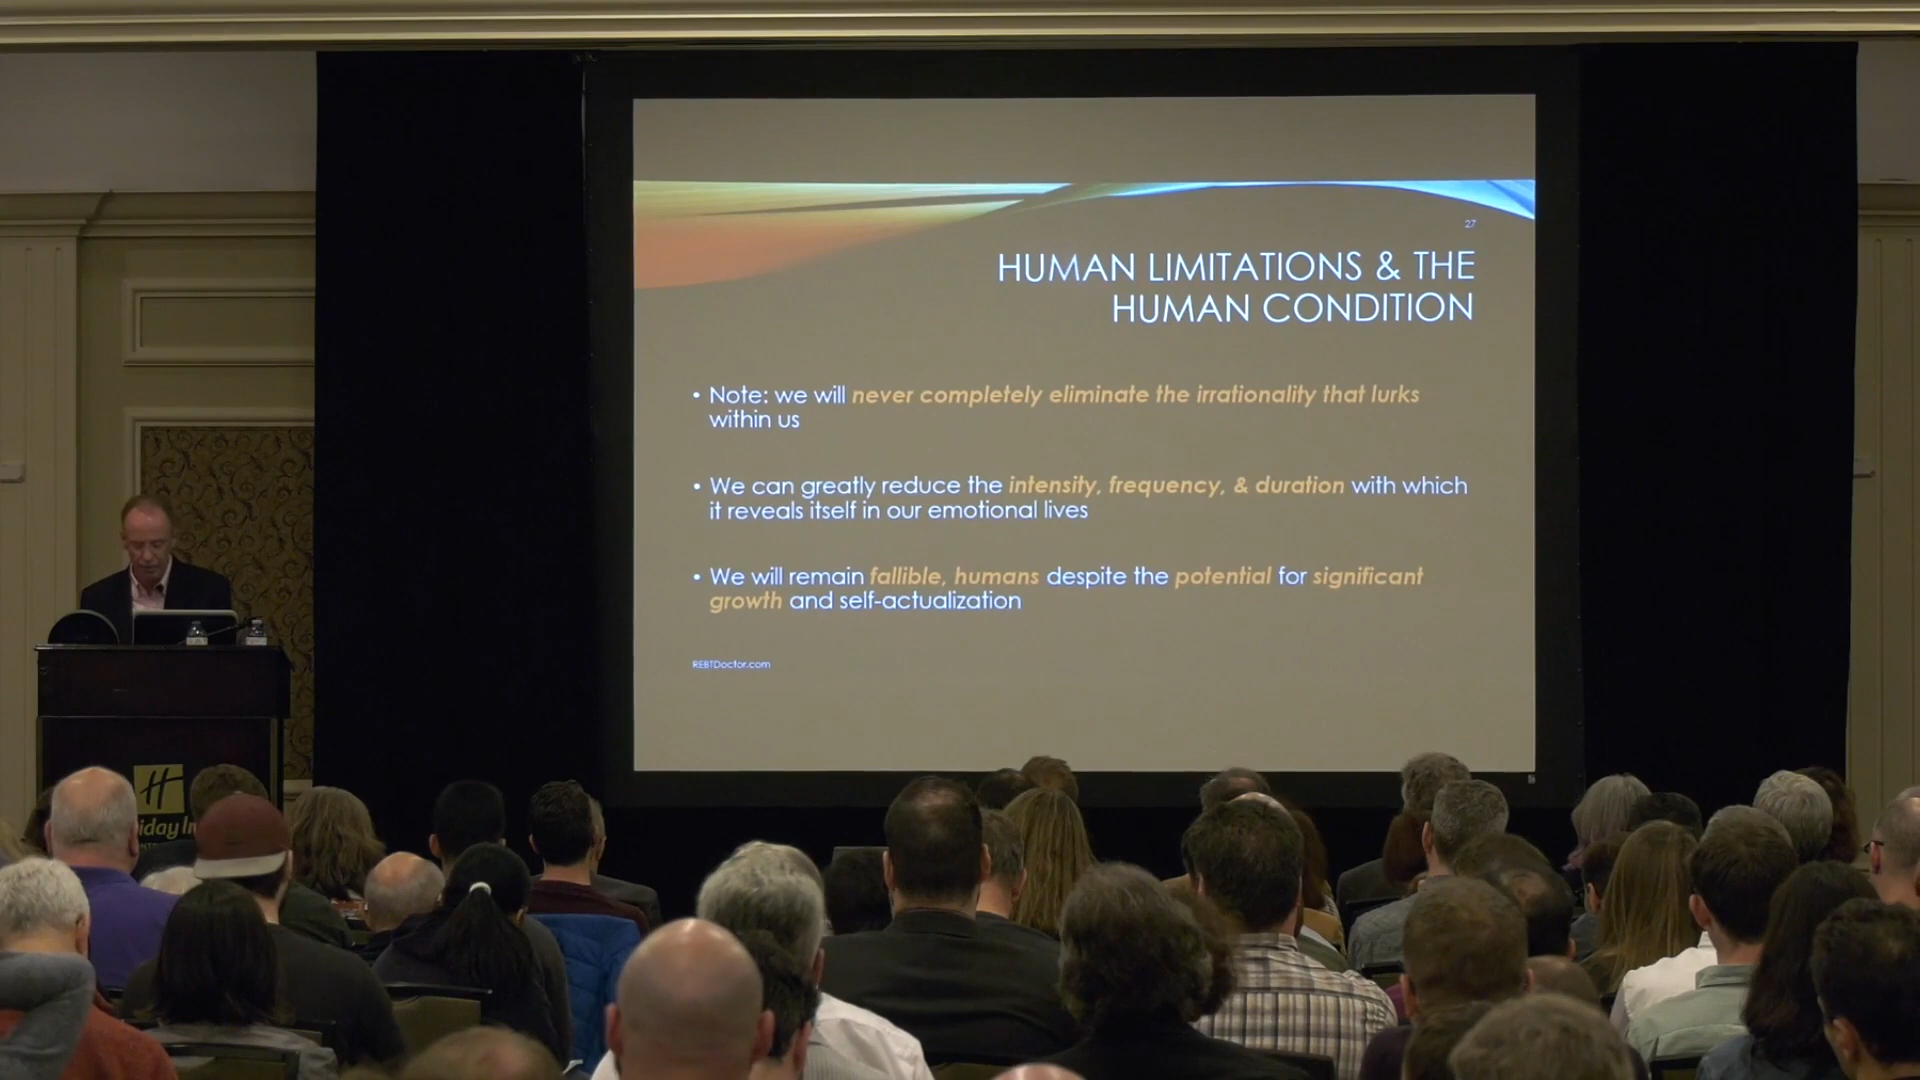 27
HUMAN LIMITATIONS & THE
HUMAN CONDITION
• Note: we will never completely eliminate the irrationality that lurks
within us
• We can greatly reduce the intensity, frequency, & duration with which
it reveals itself in our emotional lives
• We will remain fallible, humans despite the potential for significant
growth and self-actualization
REBTDoctor.com
H
iday In